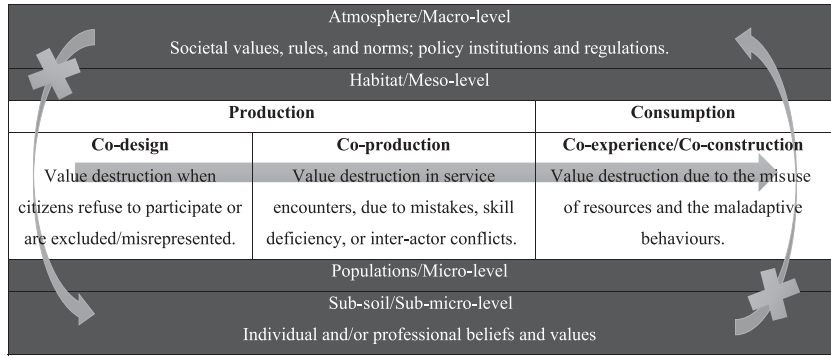 Atmosphere/Macro-level
Societal values, rules, and norms; policy institutions and regulations.
Habitat/Meso-level
Production
Consumption
Co-design
Value destruction when
citizens refuse to participate or
are excluded/misrepresented.
Co-production
Value destruction in service
encounters, due to mistakes, skill
deficiency, or inter-actor conflicts.
Co-experience/Co-construction
Value destruction due to the misuse
of resources and the maladaptive
behaviours.
Populations/Micro-level
Sub-soil/Sub-micro-level
Individual and/or professional beliefs and values